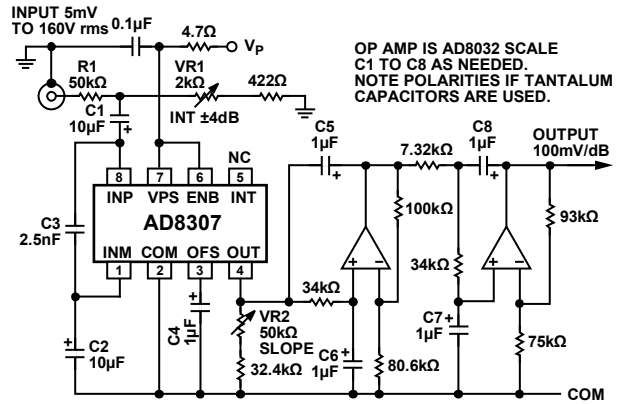 INPUT 5mV
TO 160V rms
0.1µF
4.7Ω
VP
OP AMP IS AD8032 SCALE
C1 TO C8 AS NEEDED.
NOTE POLARITIES IF TANTALUM
CAPACITORS ARE USED.
R1
50kΩ
VR1
2kΩ
422Ω
INT ±4dB
C1
10µF
+
NC
8
7
6
5
INP
VPS
ENB
INT
AD8307
INM
COM
OFS
OUT
1
2
3
4
C3
2.5nF
+
C2
10µF
+
C4
1µF
VR2
50kΩ
SLOPE
32.4kΩ
C5
1µF
+
34kΩ
+
C6
1µF
+ –
100kΩ
80.6kΩ
7.32kΩ
C8
1µF
+
34kΩ
C7
+
1µF
+ –
OUTPUT
100mV/dB
93kΩ
75kΩ
COM